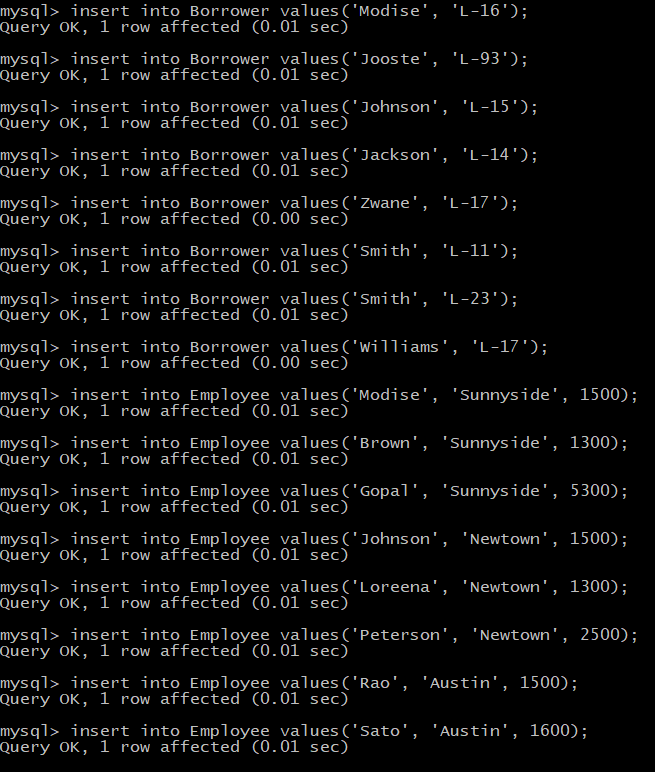 mysql> insert into Borrower values('Modise', 'L-16');
Query OK, 1 row affected (0.01 sec)
mysql> insert into Borrower values('Jooste', 'L-93');
Query OK, 1 row affected (0.01 sec)
mysql> insert into Borrower values('Johnson', 'L-15');
Query OK, 1 row affected (0.01 sec)
mysql> insert into Borrower values('Jackson', 'L-14');
Query OK, 1 row affected (0.01 sec)
mysql> insert into Borrower values('Zwane', 'L-17');
Query OK, 1 row affected (0.00 sec)
mysql> insert into Borrower values('Smith', 'L-11');
Query OK, 1 row affected (0.01 sec)
mysql> insert into Borrower values('Smith', 'L-23');
Query OK, 1 row affected (0.01 sec)
mysql> insert into Borrower values('Williams', 'L-17');
Query OK, 1 row affected (0.00 sec)
mysql> insert into Employee values('Modise', 'Sunnyside', 1500);
Query OK, 1 row affected (0.01 sec)
mysql> insert into Employee values('Brown', 'Sunnyside', 1300);
Query OK, 1 row affected (0.01 sec)
mysql> insert into Employee values('Gopal', 'Sunnyside', 5300);
Query OK, 1 row affected (0.01 sec)
mysql> insert into Employee values('Johnson', 'Newtown', 1500);
Query OK, 1 row affected (0.01 sec)
mysql> insert into Employee values('Loreena', 'Newtown', 1300);
Query OK, 1 row affected (0.01 sec)
mysql> insert into Employee values('Peterson', 'Newtown', 2500);
Query OK, 1 row affected (0.01 sec)
mysql> insert into Employee values('Rao', 'Austin', 1500);
Query OK, 1 row affected (0.01 sec)
mysql> insert into Employee values('Sato', 'Austin', 1600);
Query OK, 1 row affected (0.01 sec)